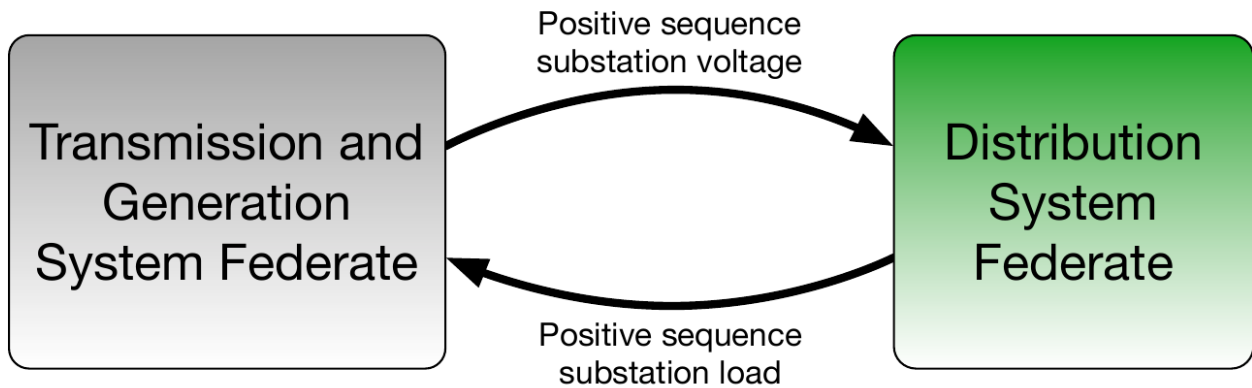 Positive sequence
substation voltage
Transmission and
Generation
System Federate
Distribution
System
Federate
Positive sequence
substation load